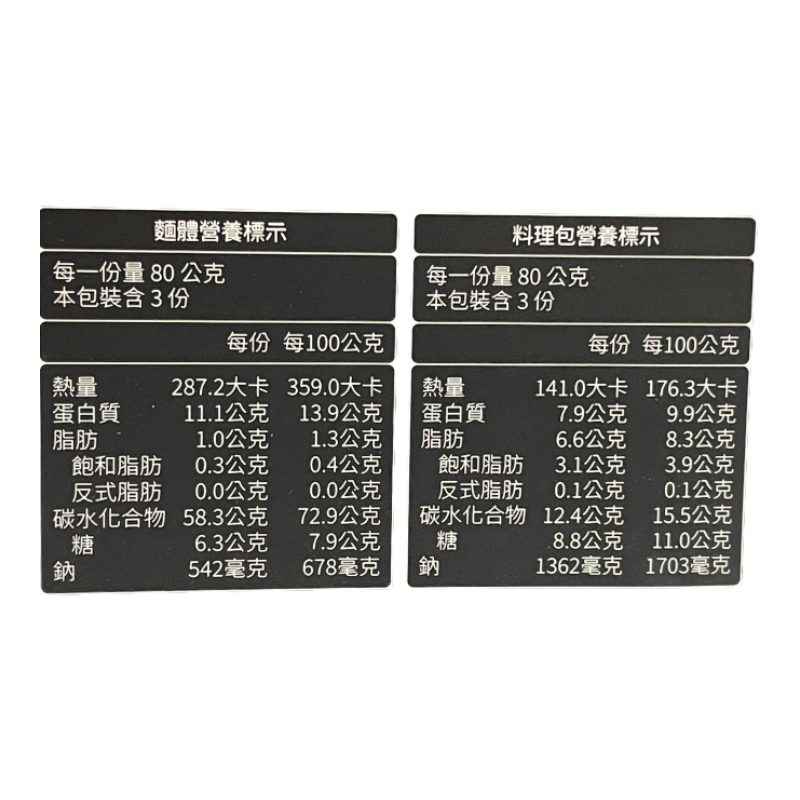 麵體營養標示
每一份量 80 公克
本包裝含 3 份
每份 每100公克
熱量 287.2大卡 359.0大卡
蛋白質 11.1公克 13.9公克
脂肪 1.0公克 1.3公克
飽和脂肪 0.3公克 0.4公克
反式脂肪 0.0公克 0.0公克
碳水化合物 58.3公克 72.9公克
糖 6.3公克 7.9公克
鈉 542毫克 678毫克
料理包營養標示
每一份量 80 公克
本包裝含 3 份
每份 每100公克
熱量 141.0大卡 176.3大卡
蛋白質 7.9公克 9.9公克
脂肪 6.6公克 8.3公克
飽和脂肪 3.1公克 3.9公克
反式脂肪 0.1公克 0.1公克
碳水化合物 12.4公克 15.5公克
糖 8.8公克 11.0公克
鈉 1362毫克 1703毫克